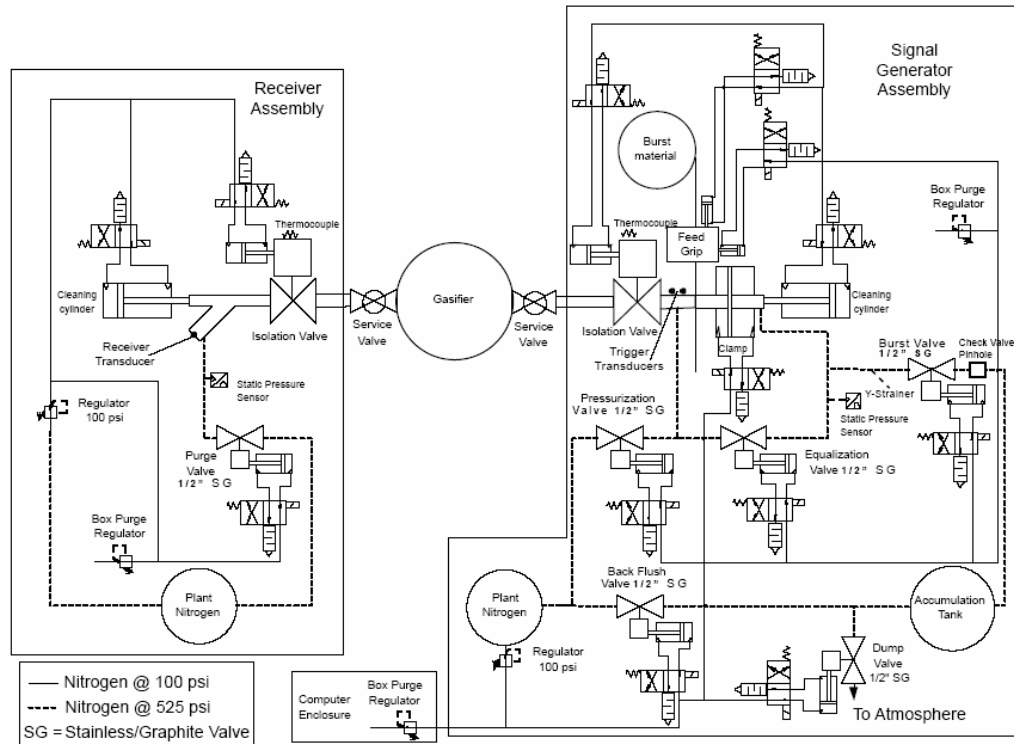 Receiver
Assembly
Signal
Generator
Assembly
Burst
material
Thermocouple
Thermocouple
Feed
Grip
Box Purge
Regulator
Cleaning
cylinder
Gasifier
Cleaning
cylinder
Isolation Valve
Service
Valve
Service
Valve
Isolation Valve
Receiver
Transducer
Trigger
Transducers
Clamp
Burst Valve
1/2" SG
Check Valve
Pinhole
Static Pressure
Sensor
Regulator
100 psi
Pressurization
Valve 1/2" SG
Y-Strainer
Static Pressure
Sensor
Purge
Valve
1/2" SG
Equalization
Valve 1/2" SG
Box Purge
Regulator
Plant
Nitrogen
Plant
Nitrogen
Back Flush
Valve 1/2" SG
Accumulation
Tank
Regulator
100 psi
Dump
Valve
1/2" SG
Computer
Enclosure
Box Purge
Regulator
To Atmosphere
Nitrogen @ 100 psi
Nitrogen @ 525 psi
SG = Stainless/Graphite Valve